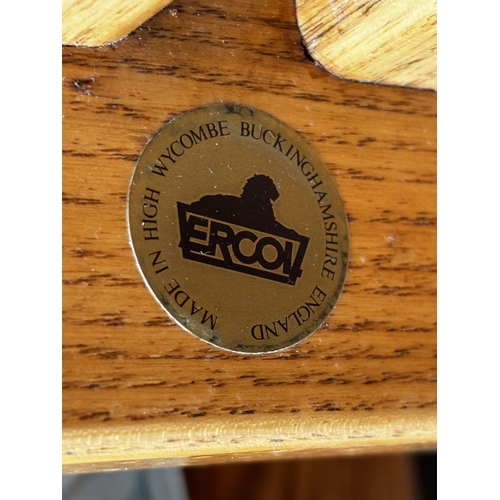 MADE IN HIGH WYCOMBE BUCKINGHAMSHIRE ENGLAND
ERCOL